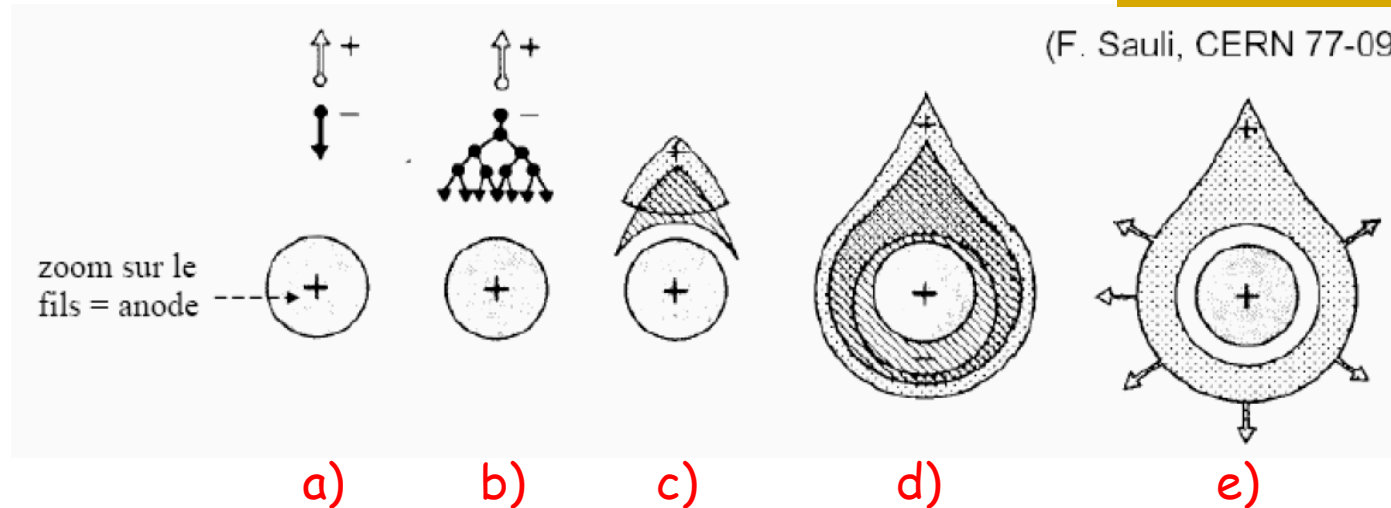 (F. Sauli, CERN 77-09
+ +
− −
+ +
zoom sur le
fils = anode
+ + + + +
−
a) b) c) d) e)